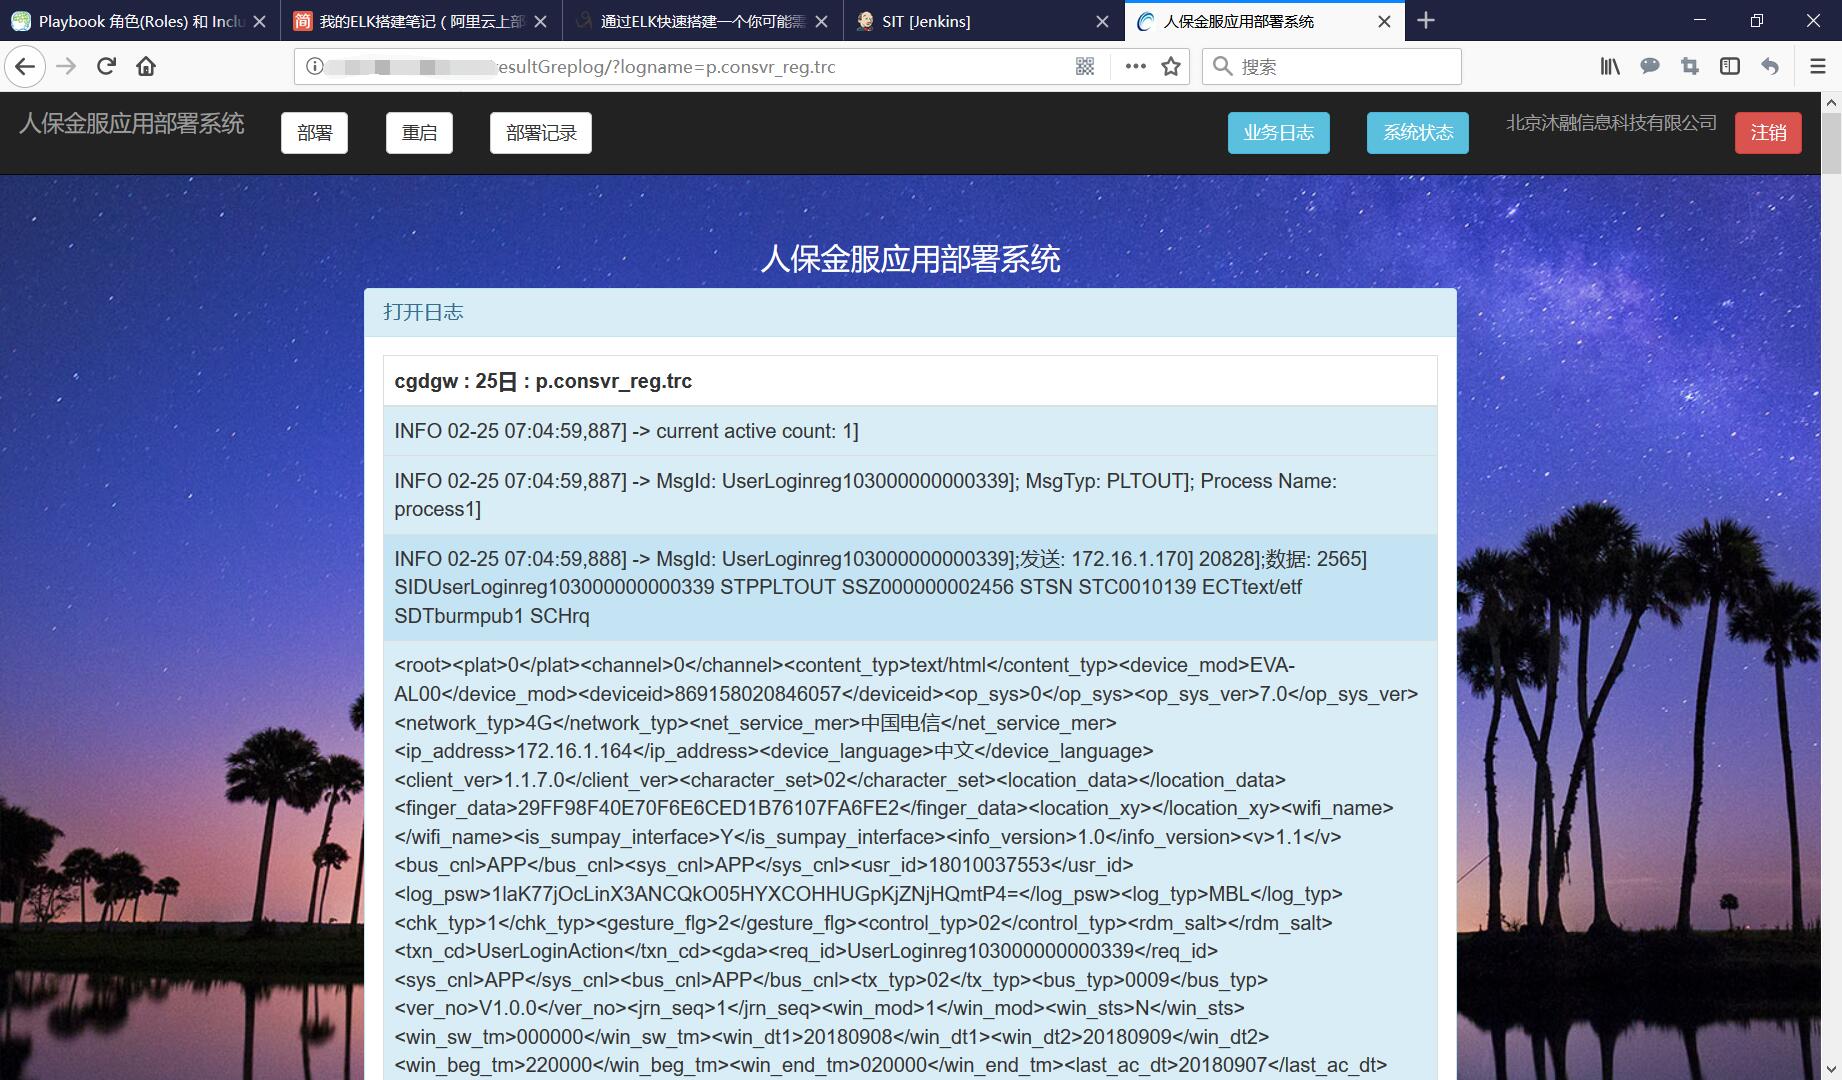 Playbook 角色(Roles) 和 Inclu
我的ELK搭建笔记（阿里云上部
通过ELK快速搭建一个你可能需
SIT [Jenkins]
人保金服应用部署系统
esultGreplog/?logname=p.consvr_reg.trc
搜索
人保金服应用部署系统
部署
重启
部署记录
业务日志
系统状态
北京沐融信息科技有限公司
注销
人保金服应用部署系统
打开日志
cgdgw : 25日 : p.consvr_reg.trc
INFO 02-25 07:04:59,887] -> current active count: 1]
INFO 02-25 07:04:59,887] -> MsgId: UserLoginreg103000000000339]; MsgTyp: PLTOUT]; Process Name:
process1]
INFO 02-25 07:04:59,888] -> MsgId: UserLoginreg103000000000339];发送: 172.16.1.170] 20828];数据: 2565]
SIDUserLoginreg103000000000339 STPPLTOUT SSZ000000002456 STSN STC0010139 ECTtext/etf
SDTburmpub1 SCHrq
<root><plat>0</plat><channel>0</channel><content_typ>text/html</content_typ><device_mod>EVA-
AL00</device_mod><deviceid>869158020846057</deviceid><op_sys>0</op_sys><op_sys_ver>7.0</op_sys_ver>
<network_typ>4G</network_typ><net_service_mer>中国电信</net_service_mer>
<ip_address>172.16.1.164</ip_address><device_language>中文</device_language>
<client_ver>1.1.7.0</client_ver><character_set>02</character_set><location_data></location_data>
<finger_data>29FF98F40E70F6E6CED1B76107FA6FE2</finger_data><location_xy></location_xy><wifi_name>
</wifi_name><is_sumpay_interface>Y</is_sumpay_interface><info_version>1.0</info_version><v>1.1</v>
<bus_cnl>APP</bus_cnl><sys_cnl>APP</sys_cnl><usr_id>18010037553</usr_id>
<log_psw>1laK77jOcLinX3ANCQkO05HYXCOHHUGpKjZNjHQmtP4=</log_psw><log_typ>MBL</log_typ>
<chk_typ>1</chk_typ><gesture_flg>2</gesture_flg><control_typ>02</control_typ><rdm_salt></rdm_salt>
<txn_cd>UserLoginAction</txn_cd><gda><req_id>UserLoginreg103000000000339</req_id>
<sys_cnl>APP</sys_cnl><bus_cnl>APP</bus_cnl><tx_typ>02</tx_typ><bus_typ>0009</bus_typ>
<ver_no>V1.0.0</ver_no><jrn_seq>1</jrn_seq><win_mod>1</win_mod><win_sts>N</win_sts>
<win_sw_tm>000000</win_sw_tm><win_dt1>20180908</win_dt1><win_dt2>20180909</win_dt2>
<win_beg_tm>220000</win_beg_tm><win_end_tm>020000</win_end_tm><last_ac_dt>20180907</last_ac_dt>